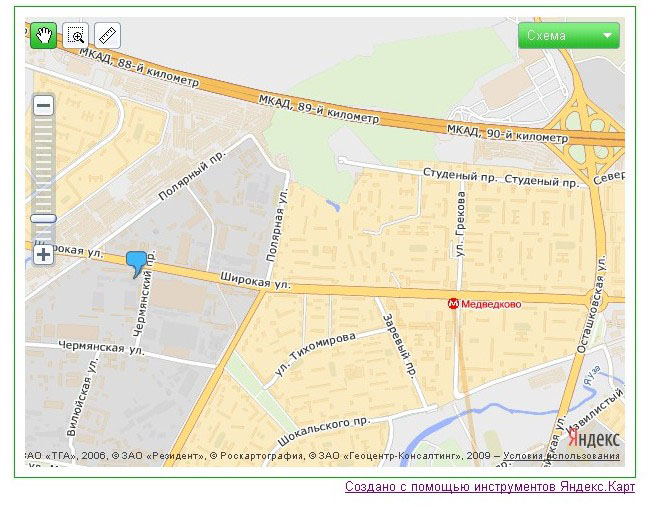 Схема
МКАД, 88-й километр
МКАД, 89-й километр
МКАД, 90-й километр
Полярный пр.
Студеный пр.
Студеный пр.
Север
Полярная ул.
ул. Грекова
Широкая ул.
Широкая ул.
Чермянский пр.
Медведково
Осташковская ул.
Заревый пр.
ул. Тихомирова
Чермянская ул.
Вилюйская ул.
Яуза
Шокальского пр.
Извилистый
Яндекс
ЗАО «ТГА», 2006, © ЗАО «Резидент», © Роскартография, © ЗАО «Геоцентр-Консалтинг», 2009 – Условия использования
Создано с помощью инструментов Яндекс.Карт